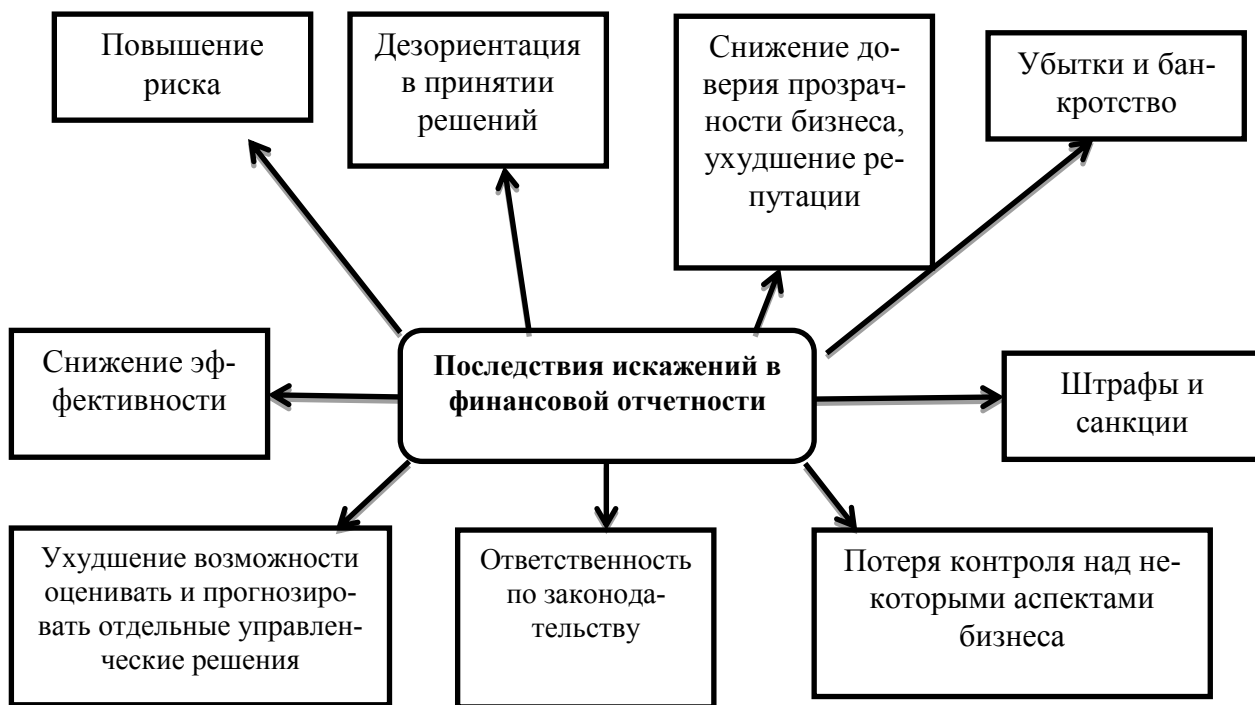 Повышение
риска
Дезориентация
в принятии
решений
Снижение до-
верия прозрач-
ности бизнеса,
ухудшение ре-
путации
Убытки и бан-
кротство
Снижение эф-
фективности
Последствия искажений в
финансовой отчетности
Штрафы и
санкции
Ухудшение возможности
оценивать и прогнозиро-
вать отдельные управлен-
ческие решения
Ответственность
по законода-
тельству
Потеря контроля над не-
которыми аспектами
бизнеса